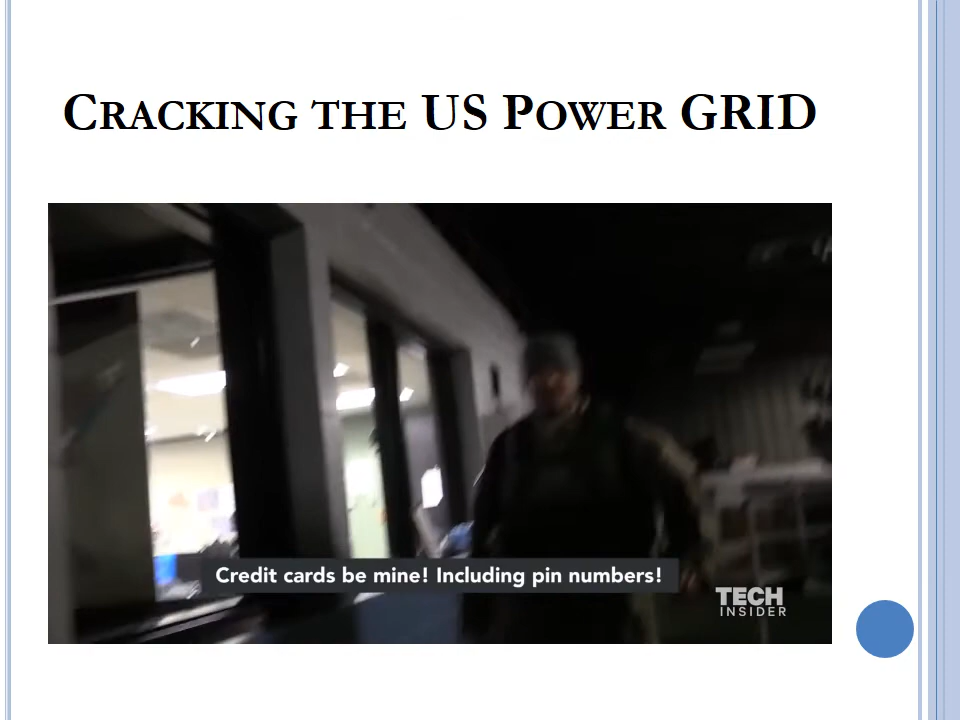 Cracking the US Power GRID
Credit cards be mine! Including pin numbers!
TECH
INSIDER